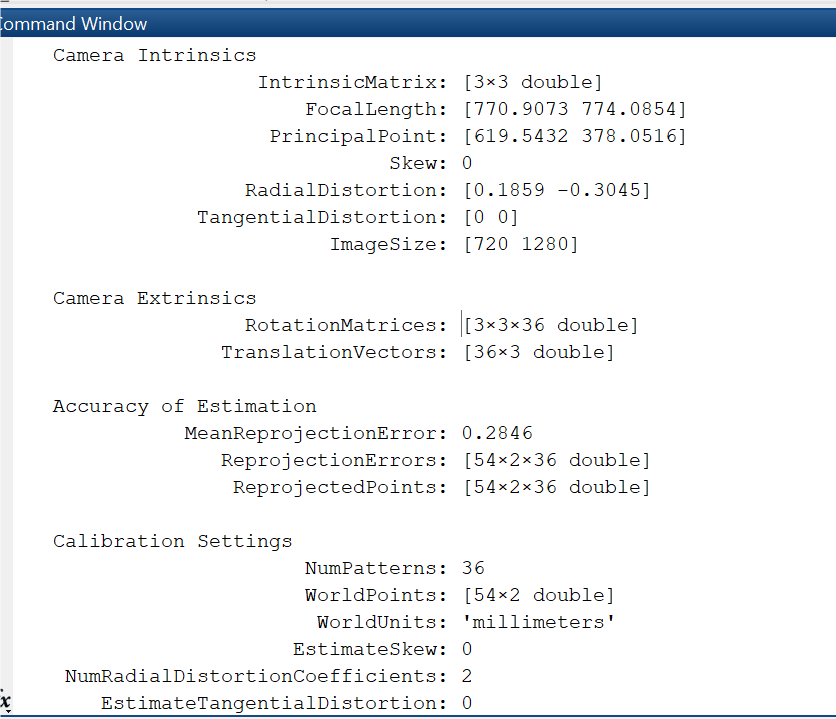 ommand Window
Camera Intrinsics
IntrinsicMatrix: [3×3 double]
FocalLength: [770.9073 774.0854]
PrincipalPoint: [619.5432 378.0516]
Skew: 0
RadialDistortion: [0.1859 -0.3045]
TangentialDistortion: [0 0]
ImageSize: [720 1280]
Camera Extrinsics
RotationMatrices: [3×3×36 double]
TranslationVectors: [36×3 double]
Accuracy of Estimation
MeanReprojectionError: 0.2846
ReprojectionErrors: [54×2×36 double]
ReprojectedPoints: [54×2×36 double]
Calibration Settings
NumPatterns: 36
WorldPoints: [54×2 double]
WorldUnits: 'millimeters'
EstimateSkew: 0
NumRadialDistortionCoefficients: 2
x EstimateTangentialDistortion: 0